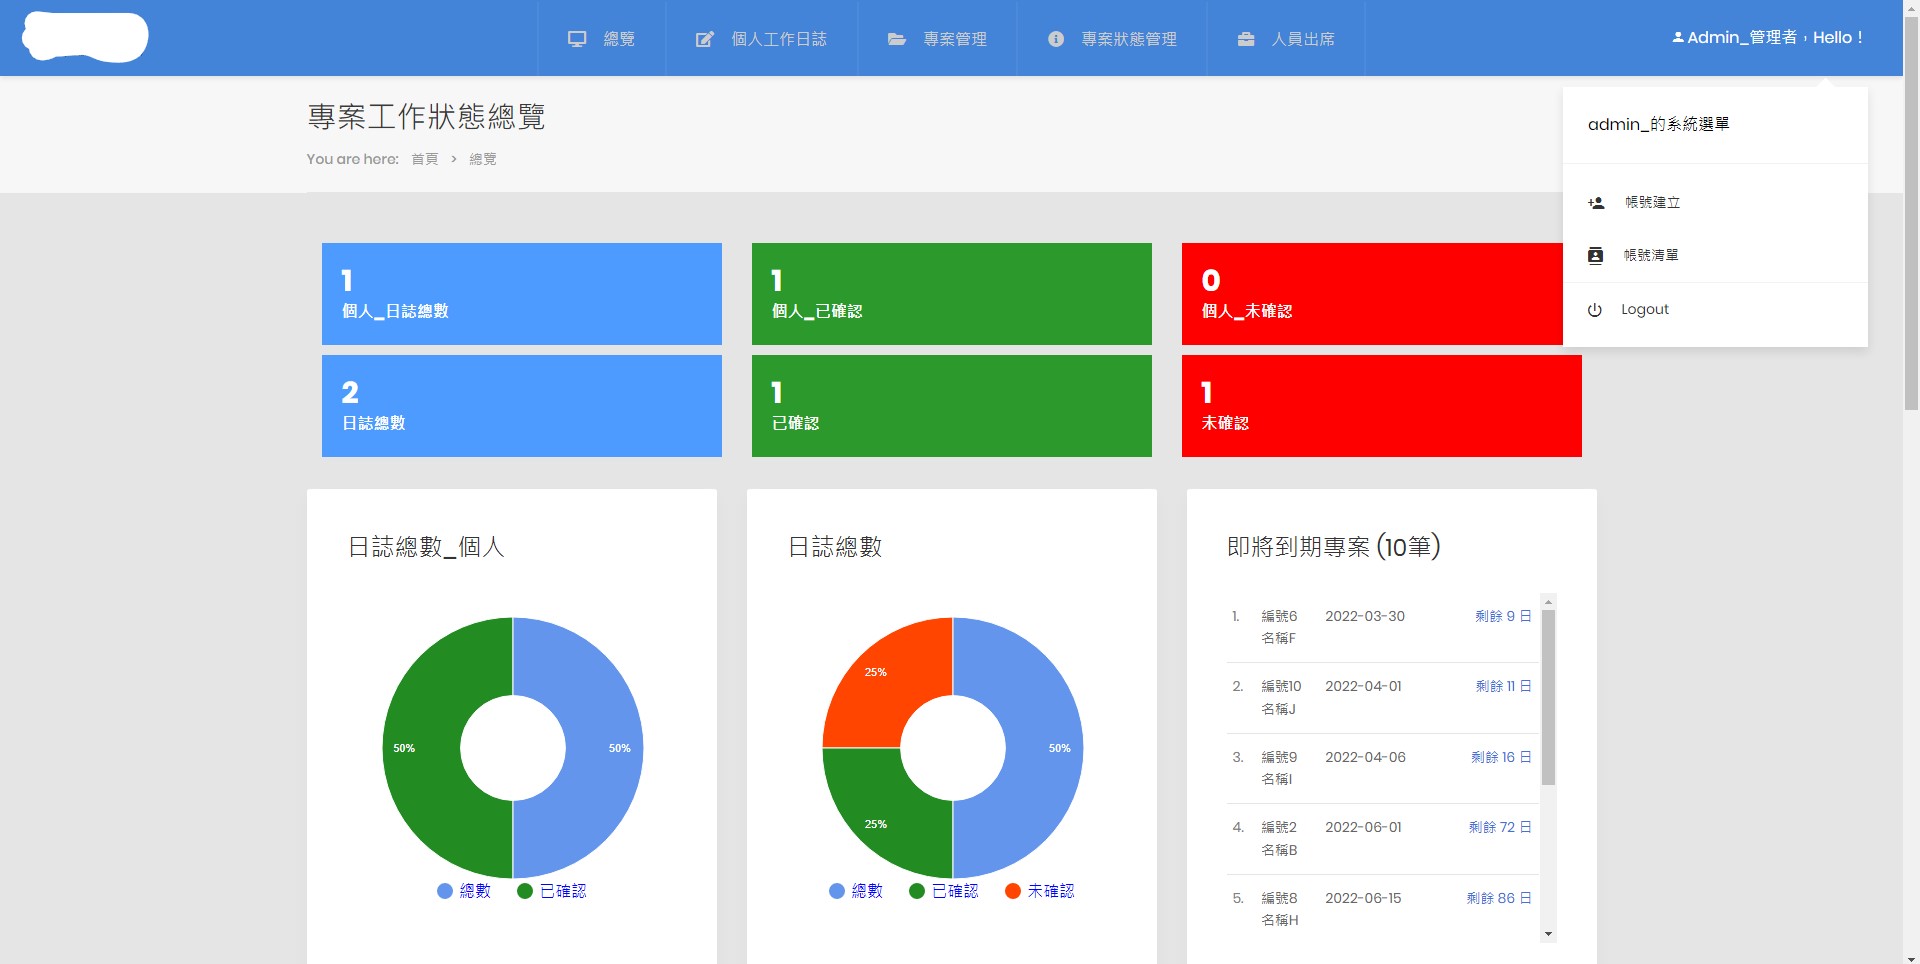 總覽
個人工作日誌
專案管理
專案狀態管理
人員出席
Admin_管理者，Hello！
專案工作狀態總覽
You are here: 首頁 > 總覽
admin_的系統選單
帳號建立
帳號清單
Logout
1
個人_日誌總數
1
個人_已確認
0
個人_未確認
2
日誌總數
1
已確認
1
未確認
日誌總數_個人
50%
50%
總數
已確認
日誌總數
25%
50%
25%
總數
已確認
未確認
即將到期專案 (10筆)
1. 編號6 2022-03-30 剩餘 9 日
名稱F
2. 編號10 2022-04-01 剩餘 11 日
名稱J
3. 編號9 2022-04-06 剩餘 16 日
名稱I
4. 編號2 2022-06-01 剩餘 72 日
名稱B
5. 編號8 2022-06-15 剩餘 86 日
名稱H